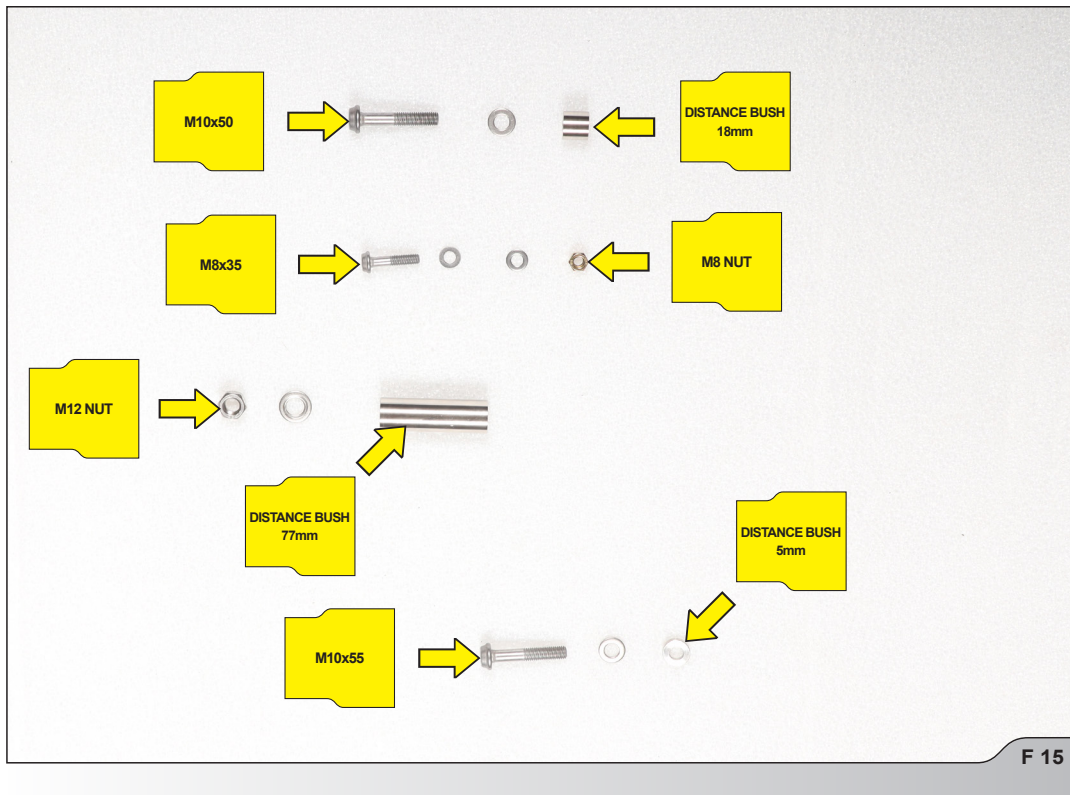 M10x50
DISTANCE BUSH
18mm
M8x35
M8 NUT
M12 NUT
DISTANCE BUSH
77mm
DISTANCE BUSH
5mm
M10x55
F 15